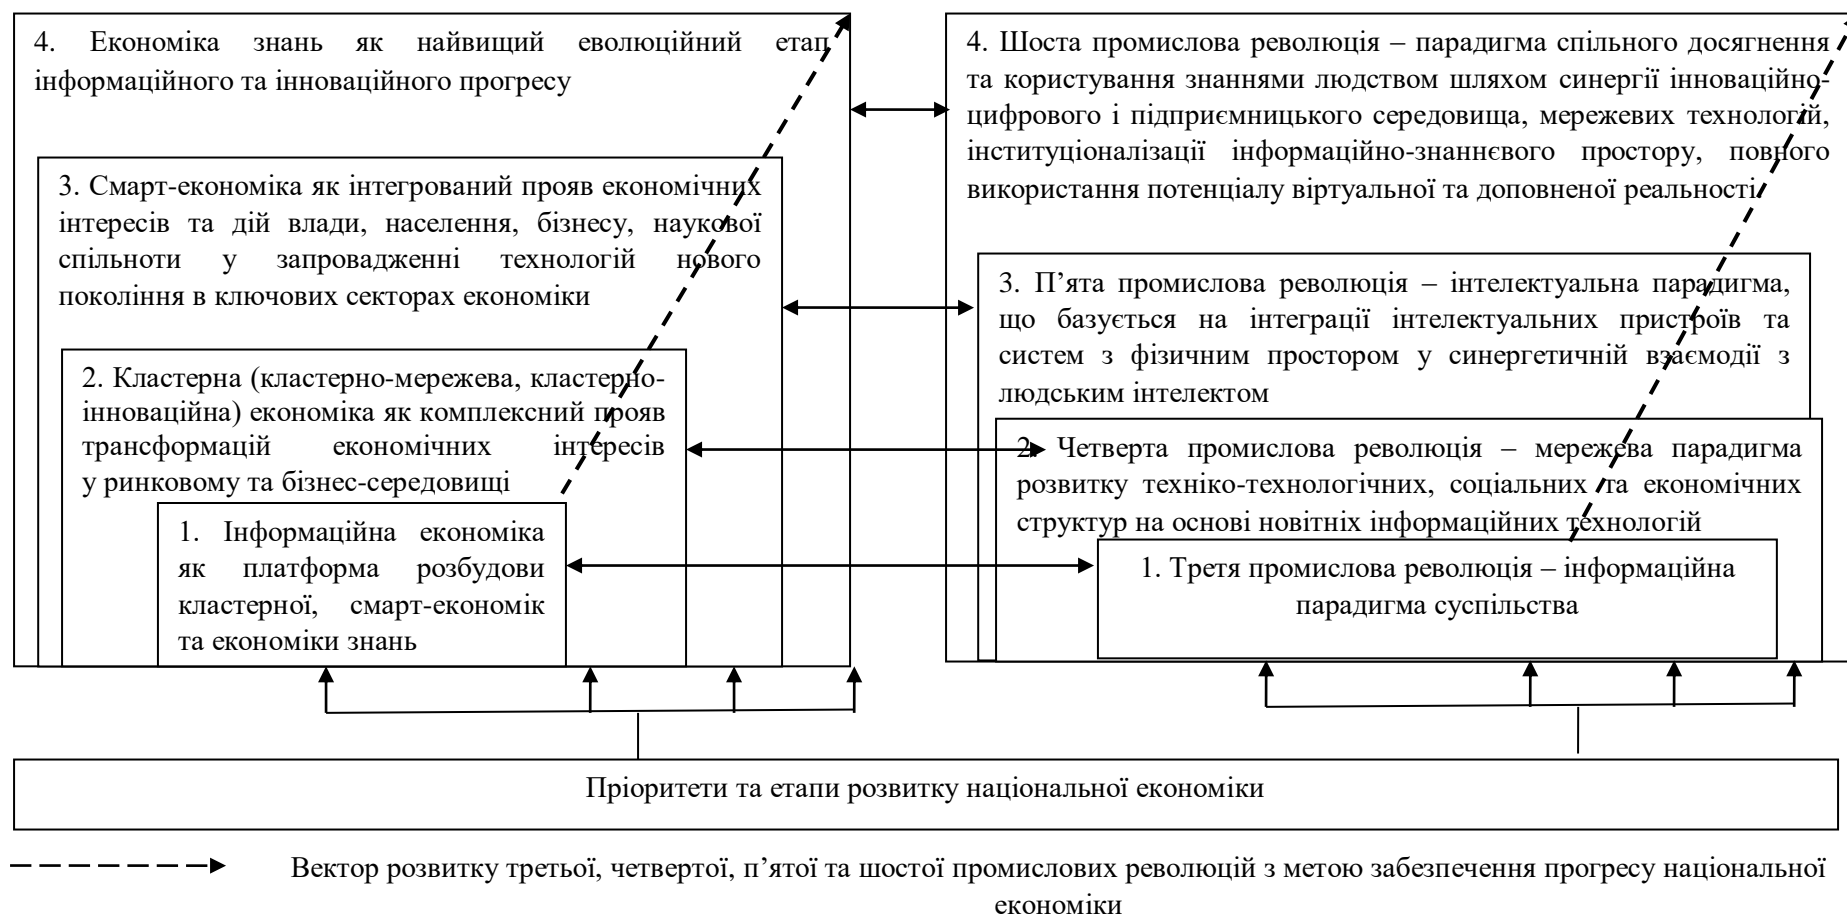 4. Економіка знань як найвищий еволюційний етап
інформаційного та інноваційного прогресу
3. Смарт-економіка як інтегрований прояв економічних
інтересів та дій влади, населення, бізнесу, наукової
спільноти у запровадженні технологій нового
покоління в ключових секторах економіки
2. Кластерна (кластерно-мережева, кластерно-
інноваційна) економіка як комплексний прояв
трансформацій економічних інтересів
у ринковому та бізнес-середовищі
1. Інформаційна економіка
як платформа розбудови
кластерної, смарт-економік
та економіки знань
4. Шоста промислова революція – парадигма спільного досягнення
та користування знаннями людством шляхом синергії інноваційно-
цифрового і підприємницького середовища, мережевих технологій,
інституціоналізації інформаційно-знаннєвого простору, повного
використання потенціалу віртуальної та доповненої реальності
3. П’ята промислова революція – інтелектуальна парадигма,
що базується на інтеграції інтелектуальних пристроїв та
систем з фізичним простором у синергетичній взаємодії з
людським інтелектом
2. Четверта промислова революція – мережева парадигма
розвитку техніко-технологічних, соціальних та економічних
структур на основі новітніх інформаційних технологій
1. Третя промислова революція – інформаційна
парадигма суспільства
Пріоритети та етапи розвитку національної економіки
Вектор розвитку третьої, четвертої, п’ятої та шостої промислових революцій з метою забезпечення прогресу національної
економіки